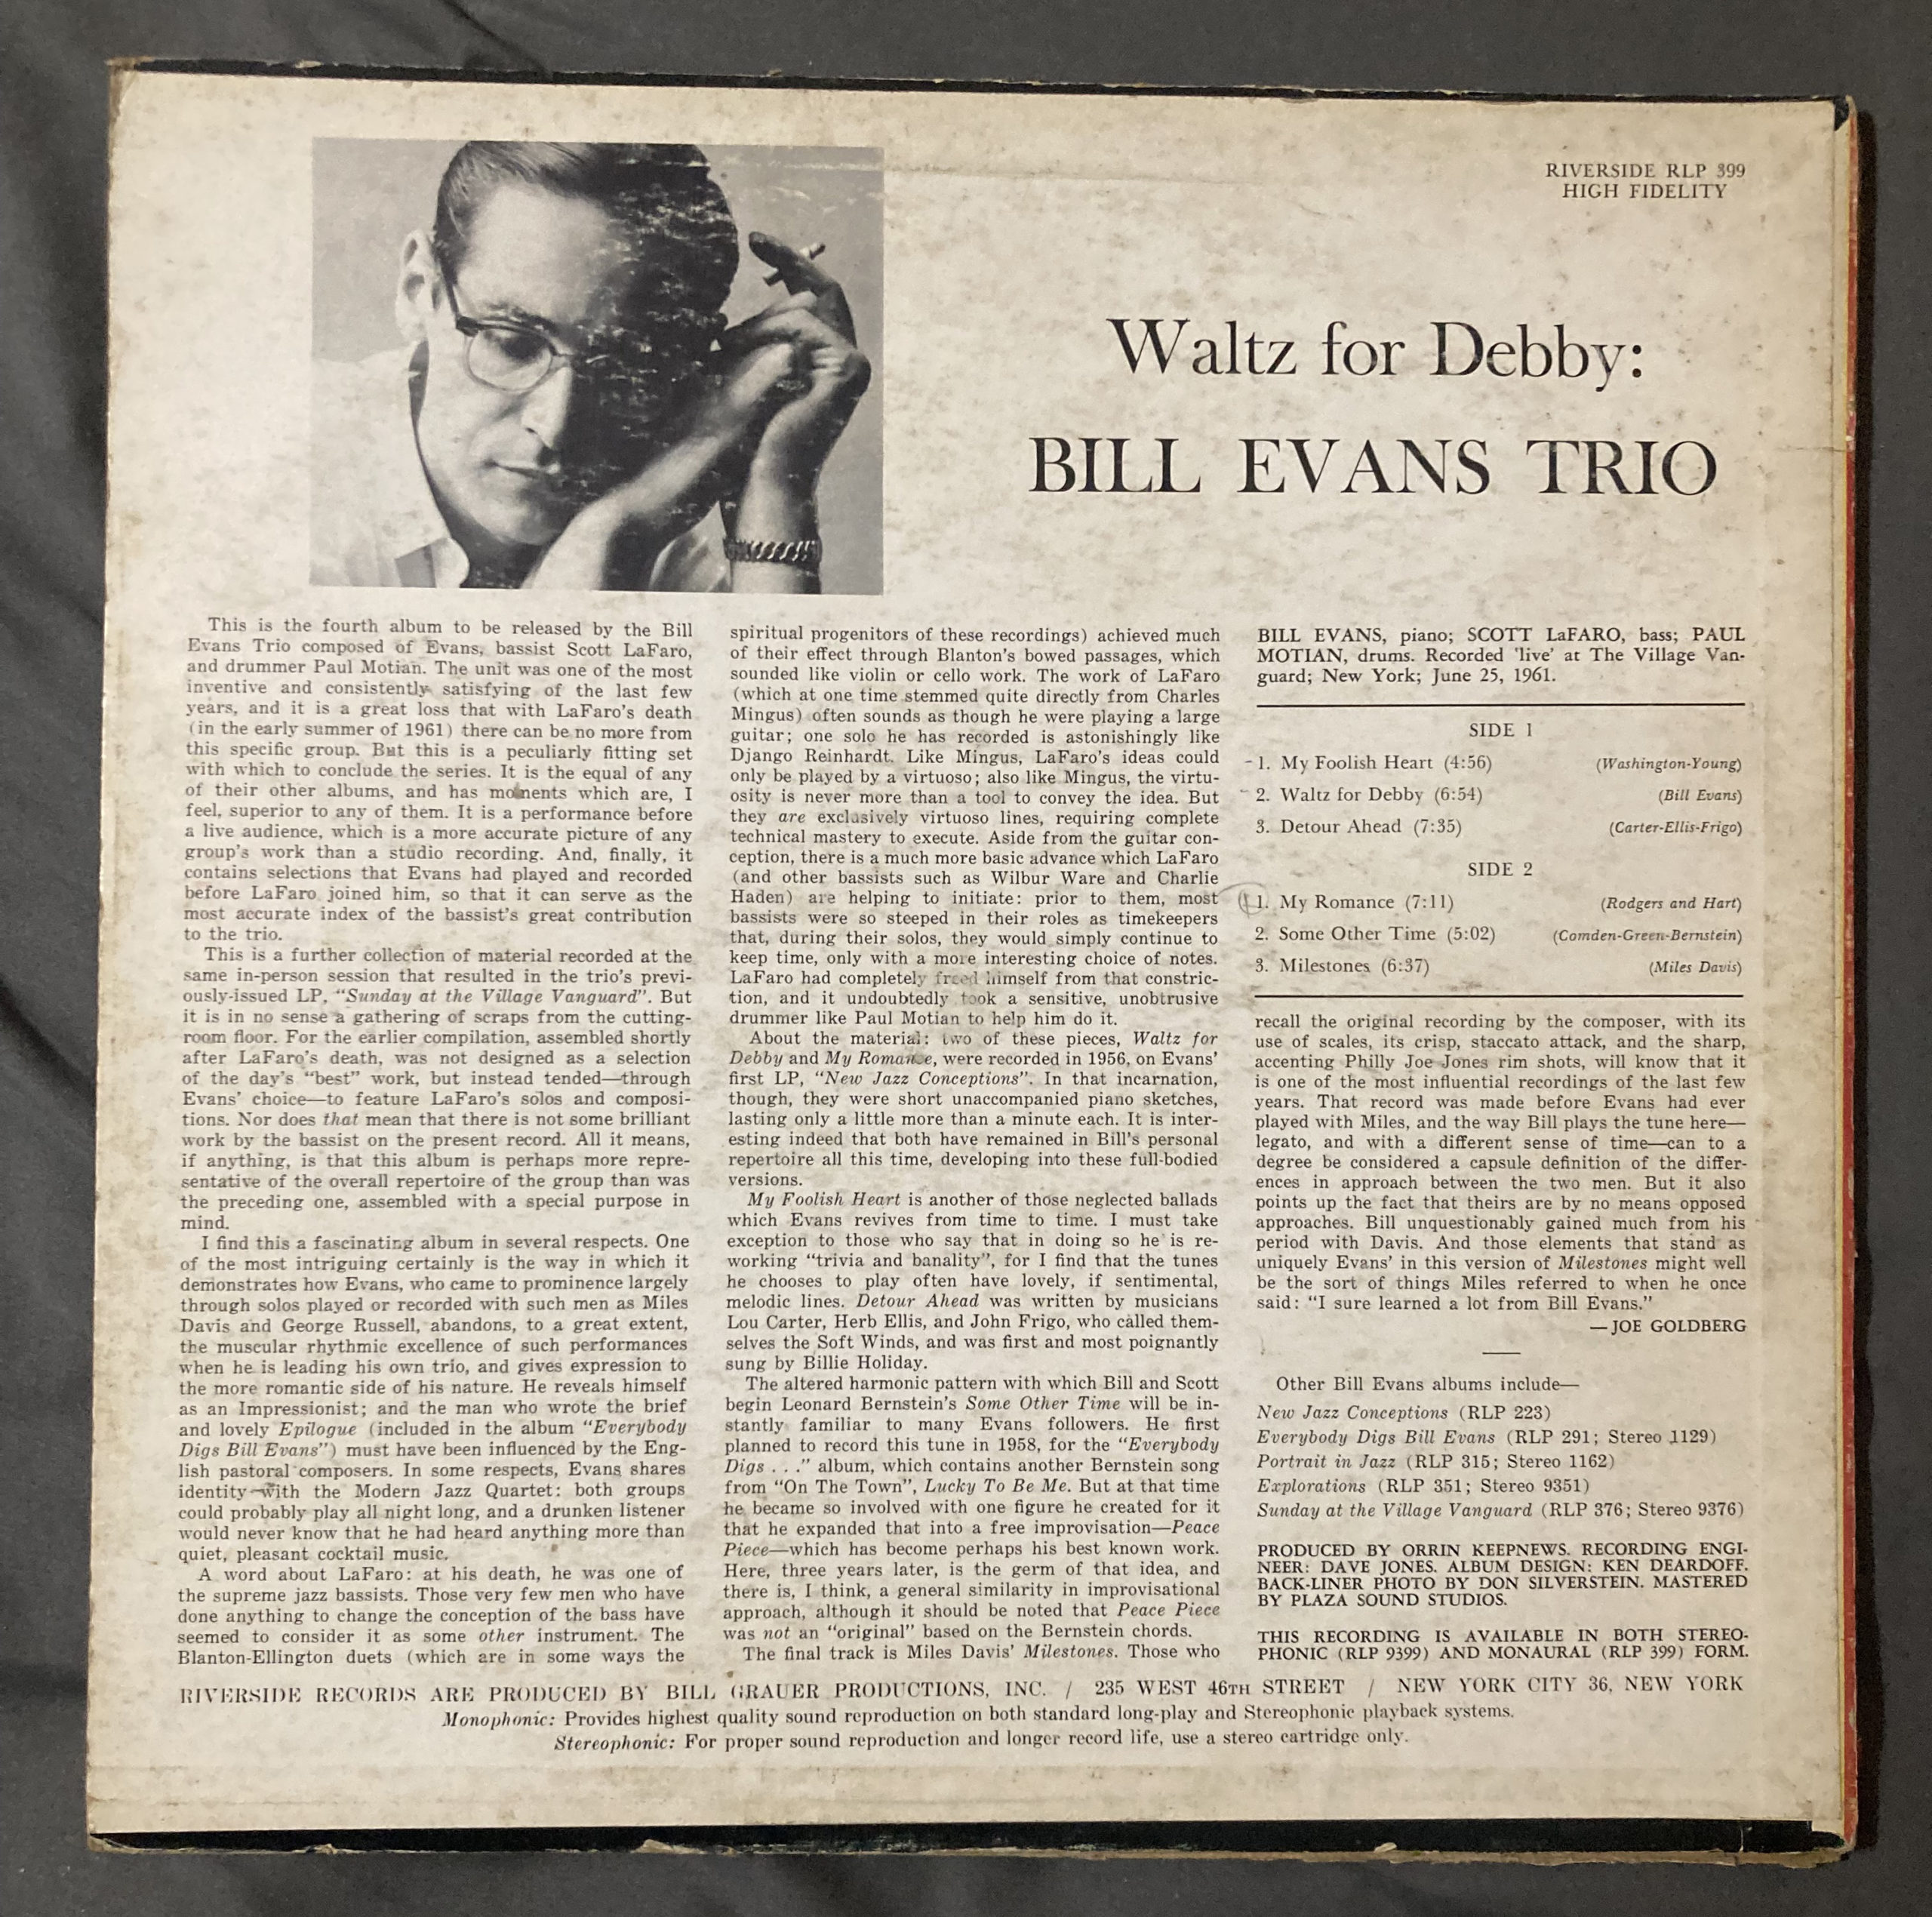 RIVERSIDE RLP 399
HIGH FIDELITY
Waltz for Debby:
BILL EVANS TRIO
This is the fourth album to be released by the Bill
Evans Trio composed of Evans, bassist Scott LaFaro,
and drummer Paul Motian. The unit was one of the most
inventive and consistently satisfying of the last few
years, and it is a great loss that with LaFaro's death
(in the early summer of 1961) there can be no more from
this specific group. But this is a peculiarly fitting set
with which to conclude the series. It is the equal of any
of their other albums, and has moments which are, I
feel, superior to any of them. It is a performance before
a live audience, which is a more accurate picture of any
group's work than a studio recording. And, finally, it
contains selections that Evans had played and recorded
before LaFaro joined him, so that it can serve as the
most accurate index of the bassist's great contribution
to the trio.
This is a further collection of material recorded at the
same in-person session that resulted in the trio's previ-
ously-issued LP, "Sunday at the Village Vanguard". But
it is in no sense a gathering of scraps from the cutting-
room floor. For the earlier compilation, assembled shortly
after LaFaro's death, was not designed as a selection
of the day's "best" work, but instead tended—through
Evans' choice—to feature LaFaro's solos and composi-
tions. Nor does that mean that there is not some brilliant
work by the bassist on the present record. All it means,
if anything, is that this album is perhaps more repre-
sentative of the overall repertoire of the group than was
the preceding one, assembled with a special purpose in
mind.
I find this a fascinating album in several respects. One
of the most intriguing certainly is the way in which it
demonstrates how Evans, who came to prominence largely
through solos played or recorded with such men as Miles
Davis and George Russell, abandons, to a great extent,
the muscular rhythmic excellence of such performances
when he is leading his own trio, and gives expression to
the more romantic side of his nature. He reveals himself
as an Impressionist; and the man who wrote the brief
and lovely Epilogue (included in the album "Everybody
Digs Bill Evans") must have been influenced by the Eng-
lish pastoral composers. In some respects, Evans shares
identity with the Modern Jazz Quartet: both groups
could probably play all night long, and a drunken listener
would never know that he had heard anything more than
quiet, pleasant cocktail music.
A word about LaFaro: at his death, he was one of
the supreme jazz bassists. Those very few men who have
done anything to change the conception of the bass have
seemed to consider it as some other instrument. The
Blanton-Ellington duets (which are in some ways the
spiritual progenitors of these recordings) achieved much
of their effect through Blanton's bowed passages, which
sounded like violin or cello work. The work of LaFaro
(which at one time stemmed quite directly from Charles
Mingus) often sounds as though he were playing a large
guitar; one solo he has recorded is astonishingly like
Django Reinhardt. Like Mingus, LaFaro's ideas could
only be played by a virtuoso; also like Mingus, the virtu-
osity is never more than a tool to convey the idea. But
they are exclusively virtuoso lines, requiring complete
technical mastery to execute. Aside from the guitar con-
ception, there is a much more basic advance which LaFaro
(and other bassists such as Wilbur Ware and Charlie
Haden) are helping to initiate: prior to them, most
bassists were so steeped in their roles as timekeepers
that, during their solos, they would simply continue to
keep time, only with a more interesting choice of notes.
LaFaro had completely freed himself from that constric-
tion, and it undoubtedly took a sensitive, unobtrusive
drummer like Paul Motian to help him do it.
About the material: two of these pieces, Waltz for
Debby and My Romance, were recorded in 1956, on Evans'
first LP, "New Jazz Conceptions". In that incarnation,
though, they were short unaccompanied piano sketches,
lasting only a little more than a minute each. It is inter-
esting indeed that both have remained in Bill's personal
repertoire all this time, developing into these full-bodied
versions.
My Foolish Heart is another of those neglected ballads
which Evans revives from time to time. I must take
exception to those who say that in doing so he is re-
working "trivia and banality", for I find that the tunes
he chooses to play often have lovely, if sentimental,
melodic lines. Detour Ahead was written by musicians
Lou Carter, Herb Ellis, and John Frigo, who called them-
selves the Soft Winds, and was first and most poignantly
sung by Billie Holiday.
The altered harmonic pattern with which Bill and Scott
begin Leonard Bernstein's Some Other Time will be in-
stantly familiar to many Evans followers. He first
planned to record this tune in 1958, for the "Everybody
Digs . . ." album, which contains another Bernstein song
from "On The Town", Lucky To Be Me. But at that time
he became so involved with one figure he created for it
that he expanded that into a free improvisation—Peace
Piece—which has become perhaps his best known work.
Here, three years later, is the germ of that idea, and
there is, I think, a general similarity in improvisational
approach, although it should be noted that Peace Piece
was not an "original" based on the Bernstein chords.
The final track is Miles Davis' Milestones. Those who
BILL EVANS, piano; SCOTT LaFARO, bass; PAUL
MOTIAN, drums. Recorded 'live' at The Village Van-
guard; New York; June 25, 1961.
SIDE 1
1. My Foolish Heart (4:56) (Washington-Young)
2. Waltz for Debby (6:54) (Bill Evans)
3. Detour Ahead (7:35) (Carter-Ellis-Frigo)
SIDE 2
1. My Romance (7:11) (Rodgers and Hart)
2. Some Other Time (5:02) (Comden-Green-Bernstein)
3. Milestones (6:37) (Miles Davis)
recall the original recording by the composer, with its
use of scales, its crisp, staccato attack, and the sharp,
accenting Philly Joe Jones rim shots, will know that it
is one of the most influential recordings of the last few
years. That record was made before Evans had ever
played with Miles, and the way Bill plays the tune here—
legato, and with a different sense of time—can to a
degree be considered a capsule definition of the differ-
ences in approach between the two men. But it also
points up the fact that theirs are by no means opposed
approaches. Bill unquestionably gained much from his
period with Davis. And those elements that stand as
uniquely Evans' in this version of Milestones might well
be the sort of things Miles referred to when he once
said: "I sure learned a lot from Bill Evans."
—JOE GOLDBERG
Other Bill Evans albums include—
New Jazz Conceptions (RLP 223)
Everybody Digs Bill Evans (RLP 291; Stereo 1129)
Portrait in Jazz (RLP 315; Stereo 1162)
Explorations (RLP 351; Stereo 9351)
Sunday at the Village Vanguard (RLP 376; Stereo 9376)
PRODUCED BY ORRIN KEEPNEWS. RECORDING ENGI-
NEER: DAVE JONES. ALBUM DESIGN: KEN DEARDOFF.
BACK-LINER PHOTO BY DON SILVERSTEIN. MASTERED
BY PLAZA SOUND STUDIOS.
THIS RECORDING IS AVAILABLE IN BOTH STEREO-
PHONIC (RLP 9399) AND MONAURAL (RLP 399) FORM.
RIVERSIDE RECORDS ARE PRODUCED BY BILL GRAUER PRODUCTIONS, INC. / 235 WEST 46TH STREET / NEW YORK CITY 36, NEW YORK
Monophonic: Provides highest quality sound reproduction on both standard long-play and Stereophonic playback systems.
Stereophonic: For proper sound reproduction and longer record life, use a stereo cartridge only.